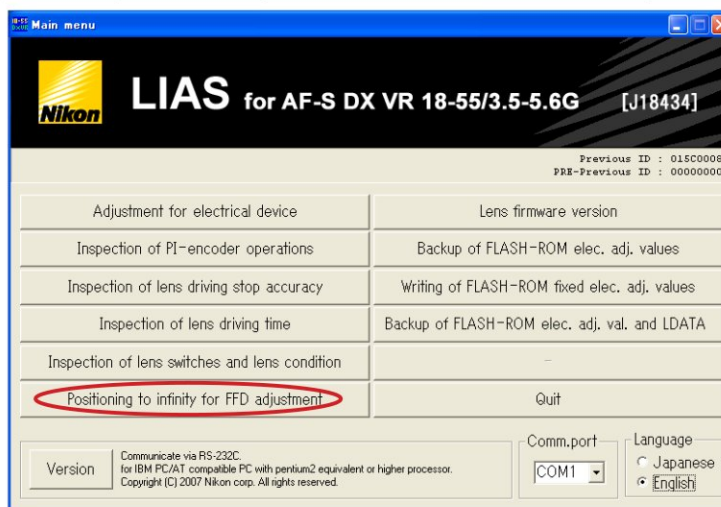 Main menu
Nikon
LIAS for AF-S DX VR 18-55/3.5-5.6G [J18434]
Previous ID : 015C0008
PRE-Previous ID : 00000000
Adjustment for electrical device
Lens firmware version
Inspection of PI-encoder operations
Backup of FLASH-ROM elec. adj. values
Inspection of lens driving stop accuracy
Writing of FLASH-ROM fixed elec. adj. values
Inspection of lens driving time
Backup of FLASH-ROM elec. adj. val. and LDATA
Inspection of lens switches and lens condition
-
Positioning to infinity for FFD adjustment
Quit
Version
Communicate via RS-232C.
for IBM PC/AT compatible PC with pentium2 equivalent or higher processor.
Copyright (C) 2007 Nikon corp. All rights reserved.
Comm.port
COM1
Language
Japanese
English